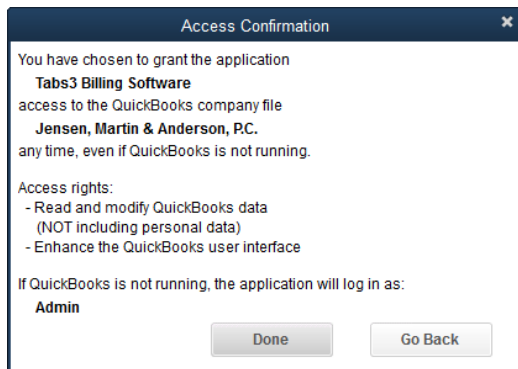 Access Confirmation
You have chosen to grant the application
Tabs3 Billing Software
access to the QuickBooks company file
Jensen, Martin & Anderson, P.C.
any time, even if QuickBooks is not running.
Access rights:
- Read and modify QuickBooks data
(NOT including personal data)
- Enhance the QuickBooks user interface
If QuickBooks is not running, the application will log in as:
Admin
Done Go Back